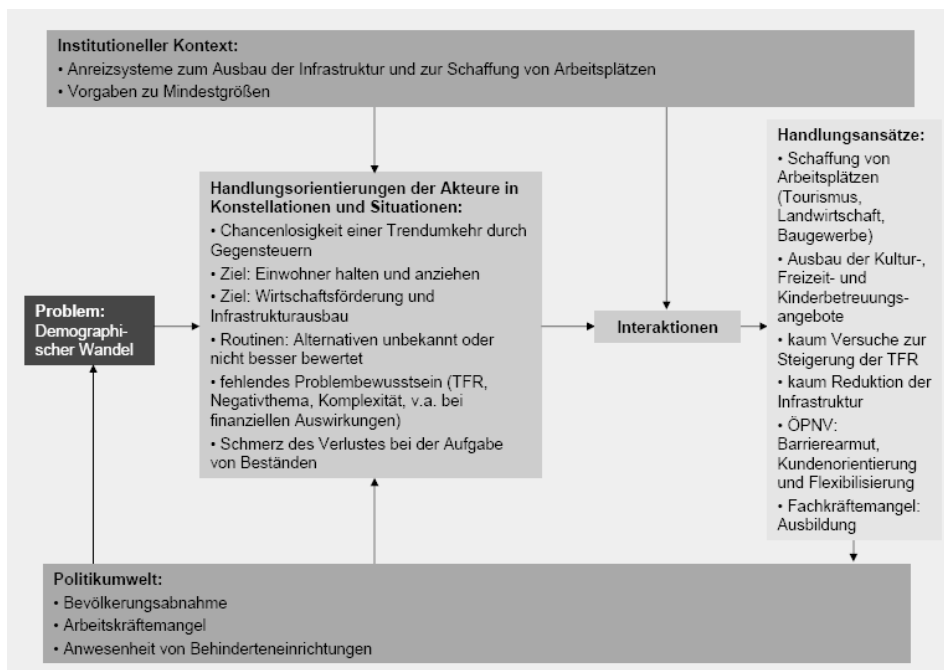 Institutioneller Kontext:
• Anreizsysteme zum Ausbau der Infrastruktur und zur Schaffung von Arbeitsplätzen
• Vorgaben zu Mindestgrößen
Problem:
Demographi-
scher Wandel
Handlungsorientierungen der Akteure in
Konstellationen und Situationen:
• Chancenlosigkeit einer Trendumkehr durch
Gegensteuern
• Ziel: Einwohner halten und anziehen
• Ziel: Wirtschaftsförderung und
Infrastrukturausbau
• Routinen: Alternativen unbekannt oder
nicht besser bewertet
• fehlendes Problembewusstsein (TFR,
Negativthema, Komplexität, v.a. bei
finanziellen Auswirkungen)
• Schmerz des Verlustes bei der Aufgabe
von Beständen
Interaktionen
Handlungsansätze:
• Schaffung von
Arbeitsplätzen
(Tourismus,
Landwirtschaft,
Baugewerbe)
• Ausbau der Kultur-,
Freizeit- und
Kinderbetreuungs-
angebote
• kaum Versuche zur
Steigerung der TFR
• kaum Reduktion der
Infrastruktur
• ÖPNV:
Barrierearmut,
Kundenorientierung
und Flexibilisierung
• Fachkräftemangel:
Ausbildung
Politikumwelt:
• Bevölkerungsabnahme
• Arbeitskräftemangel
• Anwesenheit von Behinderteneinrichtungen